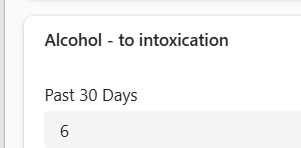 Alcohol - to intoxication
Past 30 Days
6